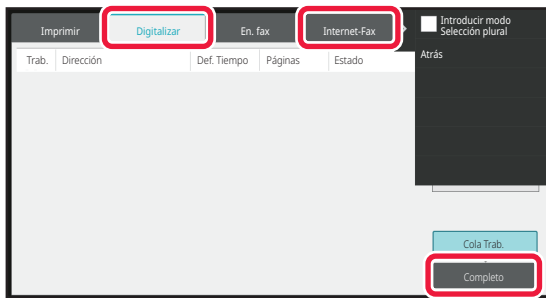 Imprimir Digitalizar En. fax Internet-Fax
Introducir modo
Selección plural
Trab. Dirección Def. Tiempo Páginas Estado
Atrás
Cola Trab.
Completo